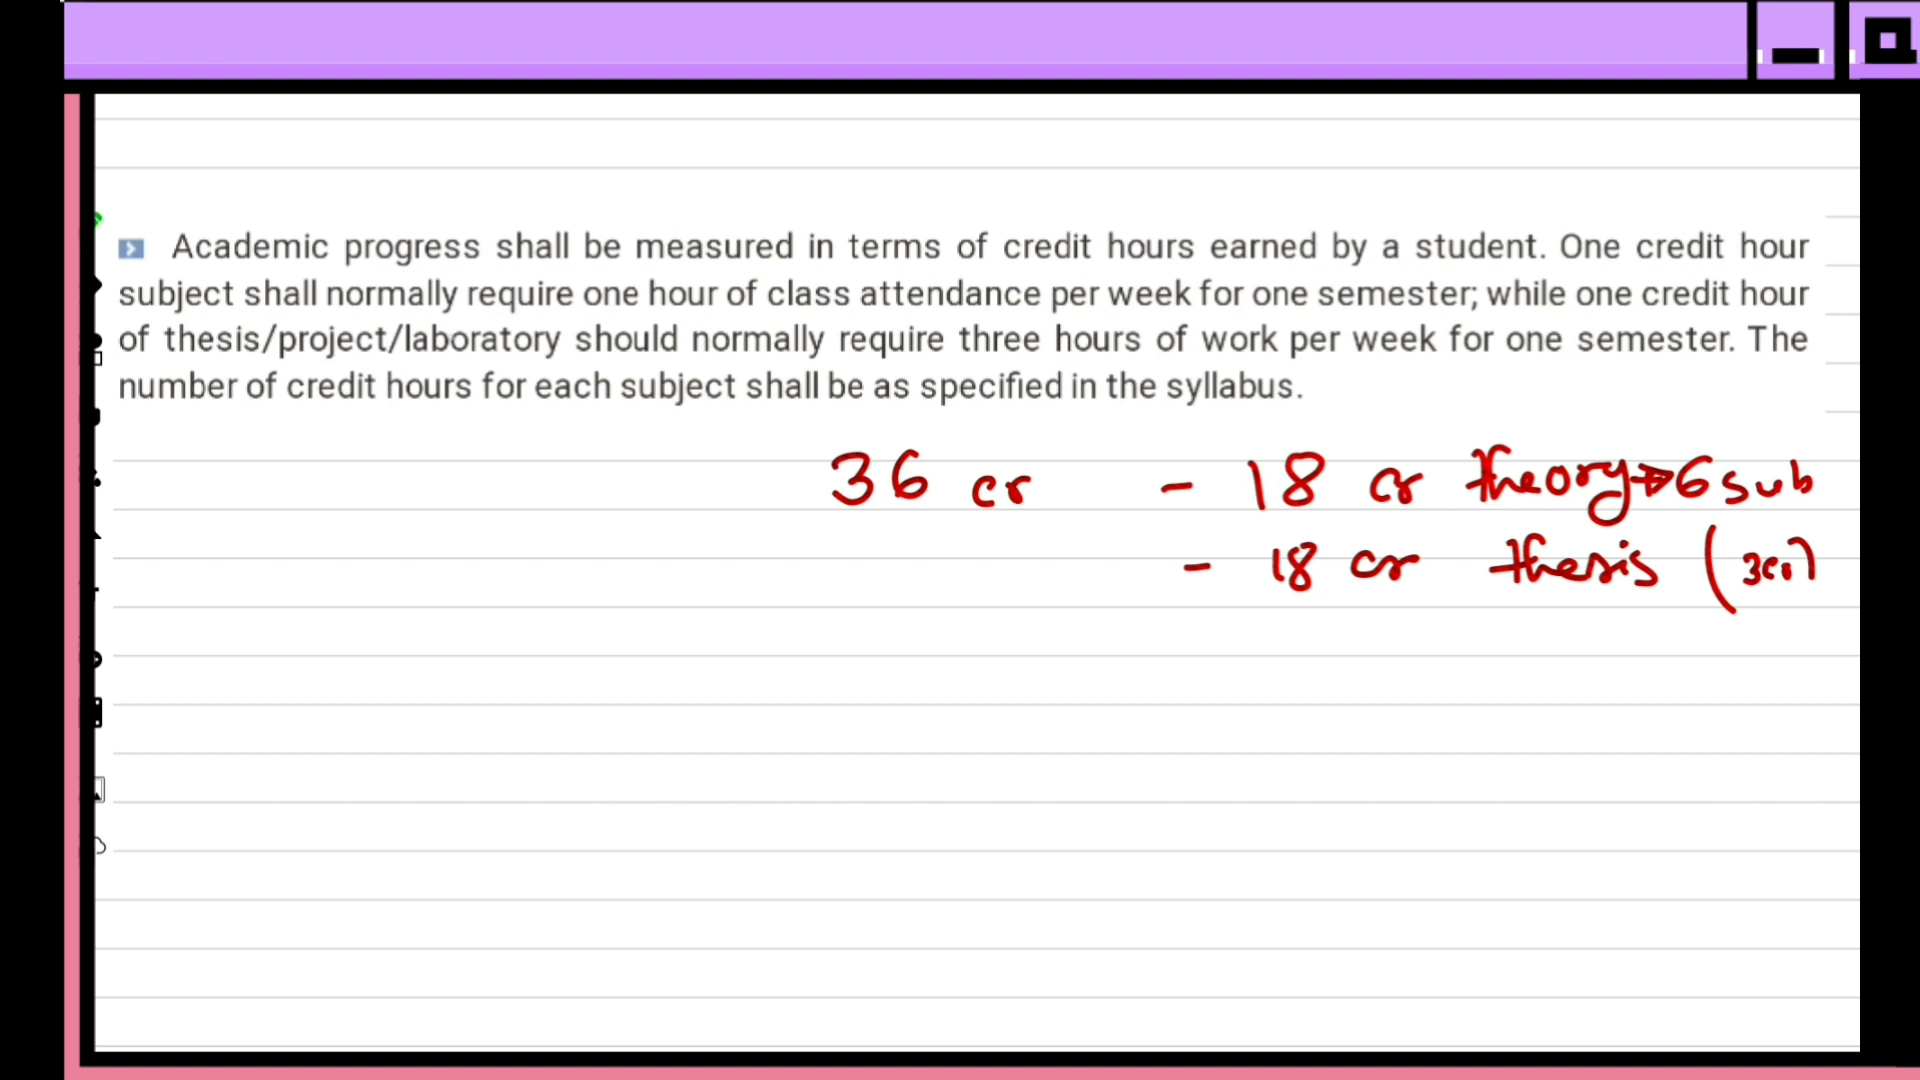 Academic progress shall be measured in terms of credit hours earned by a student. One credit hour
subject shall normally require one hour of class attendance per week for one semester; while one credit hour
of thesis/project/laboratory should normally require three hours of work per week for one semester. The
number of credit hours for each subject shall be as specified in the syllabus.
36 cr - 18 cr theory → 6 sub
- 18 cr thesis (